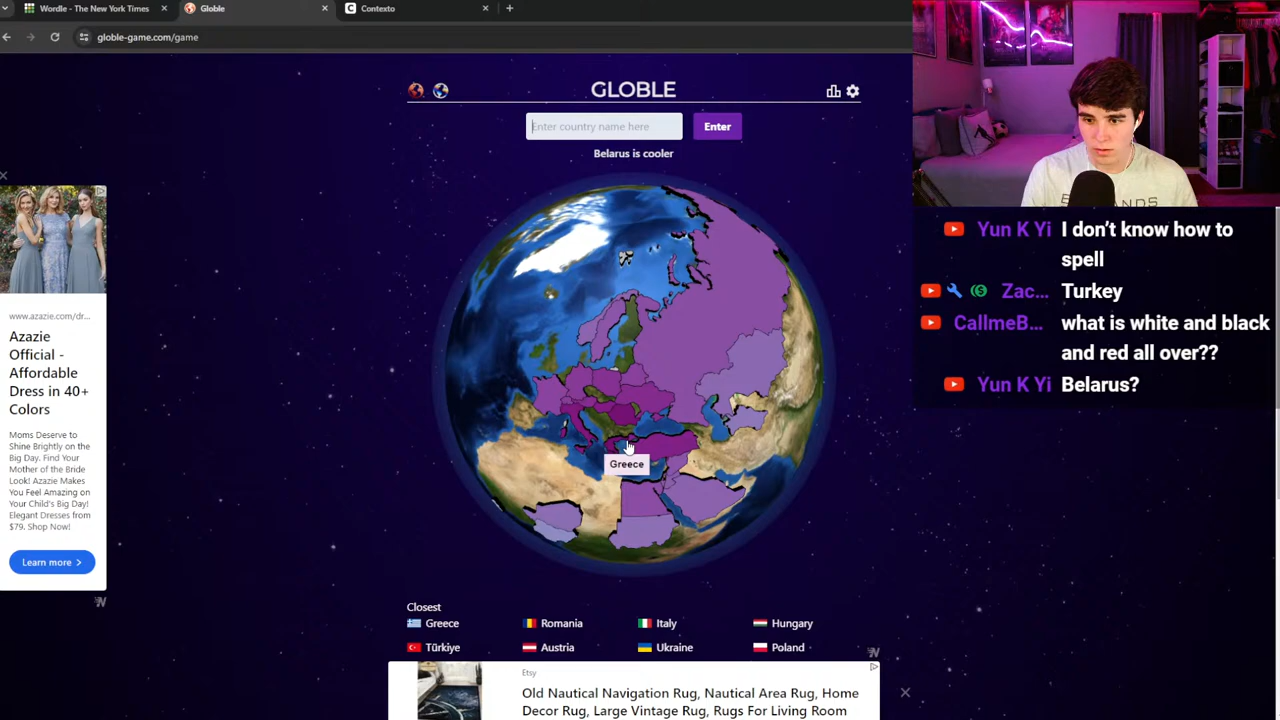 Wordle - The New York Times
Globle
Contexto
globle-game.com/game
GLOBLE
Enter country name here
Enter
Belarus is cooler
Greece
Closest
Greece
Romania
Italy
Hungary
Türkiye
Austria
Ukraine
Poland
www.azazie.com/dr...
Azazie
Official -
Affordable
Dress in 40+
Colors
Moms Deserve to
Shine Brightly on the
Big Day. Find Your
Mother of the Bride
Look! Azazie Makes
You Feel Amazing on
Your Child's Big Day!
Elegant Dresses from
$79. Shop Now!
Learn more
Etsy
Old Nautical Navigation Rug, Nautical Area Rug, Home
Decor Rug, Large Vintage Rug, Rugs For Living Room
Yun K Yi I don't know how to
spell
Zac... Turkey
CallmeB... what is white and black
and red all over??
Yun K Yi Belarus?